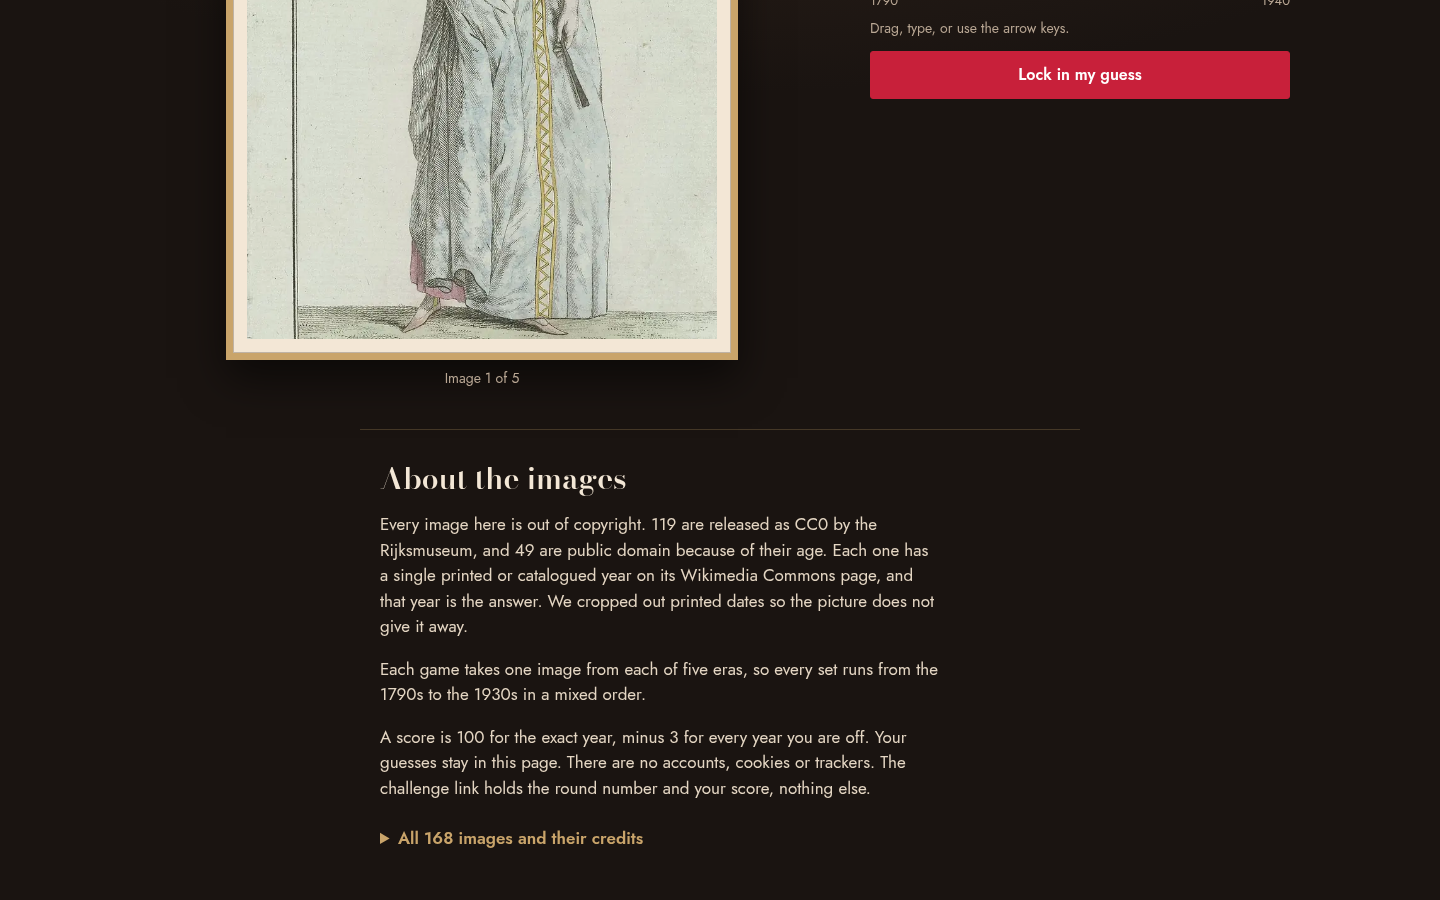 1790
1940
Drag, type, or use the arrow keys.
Lock in my guess
Image 1 of 5
About the images
Every image here is out of copyright. 119 are released as CC0 by the
Rijksmuseum, and 49 are public domain because of their age. Each one has
a single printed or catalogued year on its Wikimedia Commons page, and
that year is the answer. We cropped out printed dates so the picture does not
give it away.
Each game takes one image from each of five eras, so every set runs from the
1790s to the 1930s in a mixed order.
A score is 100 for the exact year, minus 3 for every year you are off. Your
guesses stay in this page. There are no accounts, cookies or trackers. The
challenge link holds the round number and your score, nothing else.
▶ All 168 images and their credits